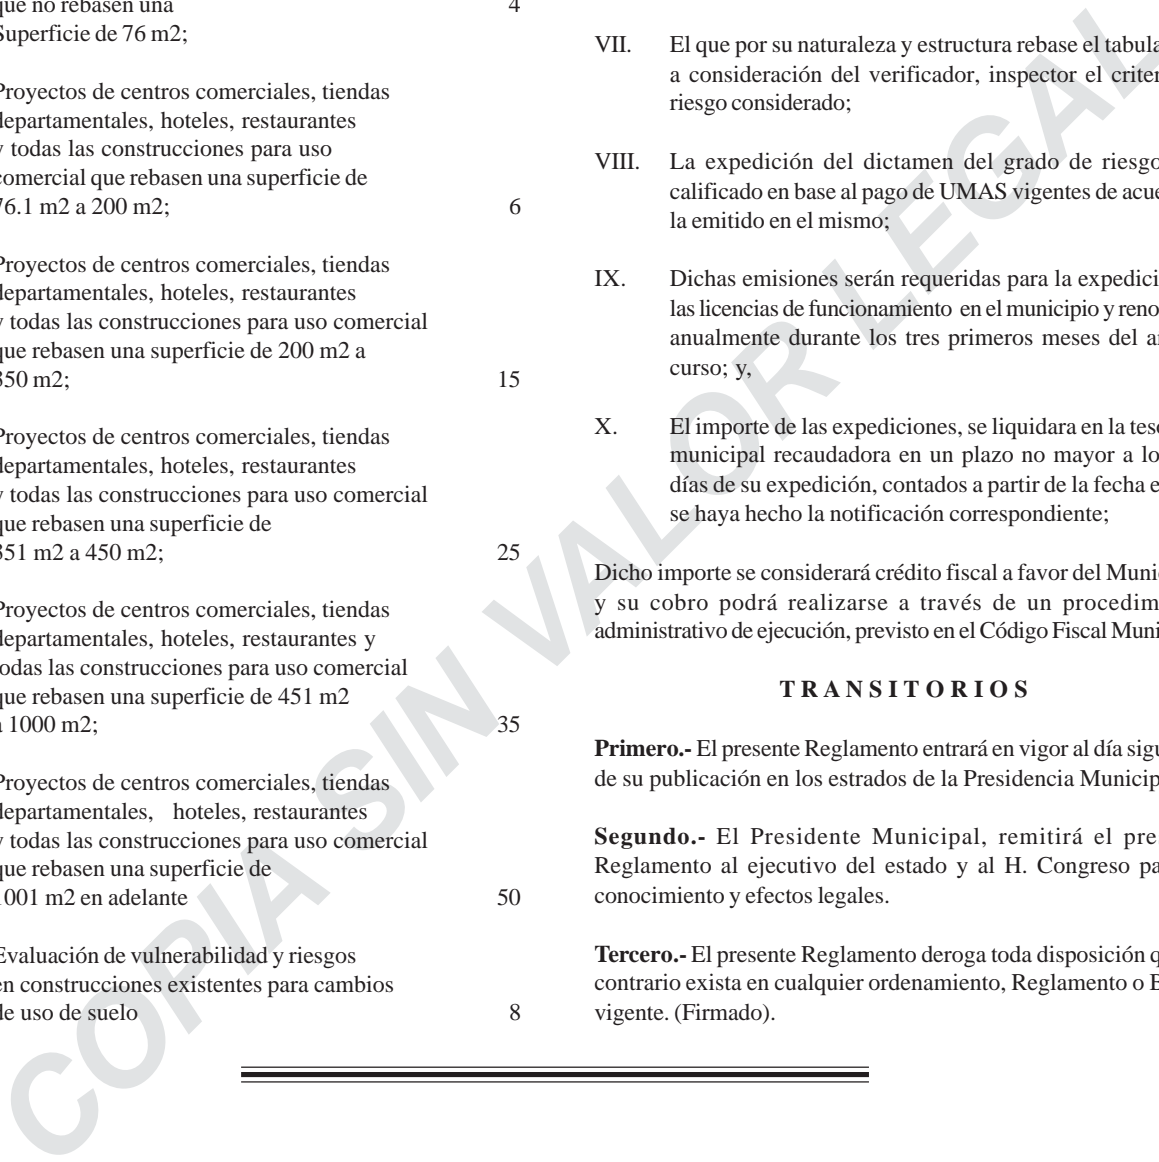 que no rebasen una
Superficie de 76 m2; 4
Proyectos de centros comerciales, tiendas
departamentales, hoteles, restaurantes
y todas las construcciones para uso
comercial que rebasen una superficie de
76.1 m2 a 200 m2; 6
Proyectos de centros comerciales, tiendas
departamentales, hoteles, restaurantes
y todas las construcciones para uso comercial
que rebasen una superficie de 200 m2 a
350 m2; 15
Proyectos de centros comerciales, tiendas
departamentales, hoteles, restaurantes
y todas las construcciones para uso comercial
que rebasen una superficie de
351 m2 a 450 m2; 25
Proyectos de centros comerciales, tiendas
departamentales, hoteles, restaurantes y
todas las construcciones para uso comercial
que rebasen una superficie de 451 m2
a 1000 m2; 35
Proyectos de centros comerciales, tiendas
departamentales, hoteles, restaurantes
y todas las construcciones para uso comercial
que rebasen una superficie de
1001 m2 en adelante 50
Evaluación de vulnerabilidad y riesgos
en construcciones existentes para cambios
de uso de suelo 8
VII. El que por su naturaleza y estructura rebase el tabula
a consideración del verificador, inspector el criter
riesgo considerado;
VIII. La expedición del dictamen del grado de riesgo
calificado en base al pago de UMAS vigentes de acue
la emitido en el mismo;
IX. Dichas emisiones serán requeridas para la expedici
las licencias de funcionamiento en el municipio y reno
anualmente durante los tres primeros meses del a
curso; y,
X. El importe de las expediciones, se liquidara en la teso
municipal recaudadora en un plazo no mayor a lo
días de su expedición, contados a partir de la fecha e
se haya hecho la notificación correspondiente;
Dicho importe se considerará crédito fiscal a favor del Muni
y su cobro podrá realizarse a través de un procedim
administrativo de ejecución, previsto en el Código Fiscal Muni
TRANSITORIOS
Primero.- El presente Reglamento entrará en vigor al día sigu
de su publicación en los estrados de la Presidencia Municip
Segundo.- El Presidente Municipal, remitirá el pre
Reglamento al ejecutivo del estado y al H. Congreso pa
conocimiento y efectos legales.
Tercero.- El presente Reglamento deroga toda disposición q
contrario exista en cualquier ordenamiento, Reglamento o B
vigente. (Firmado).
COPIA SIN VALOR LEGAL